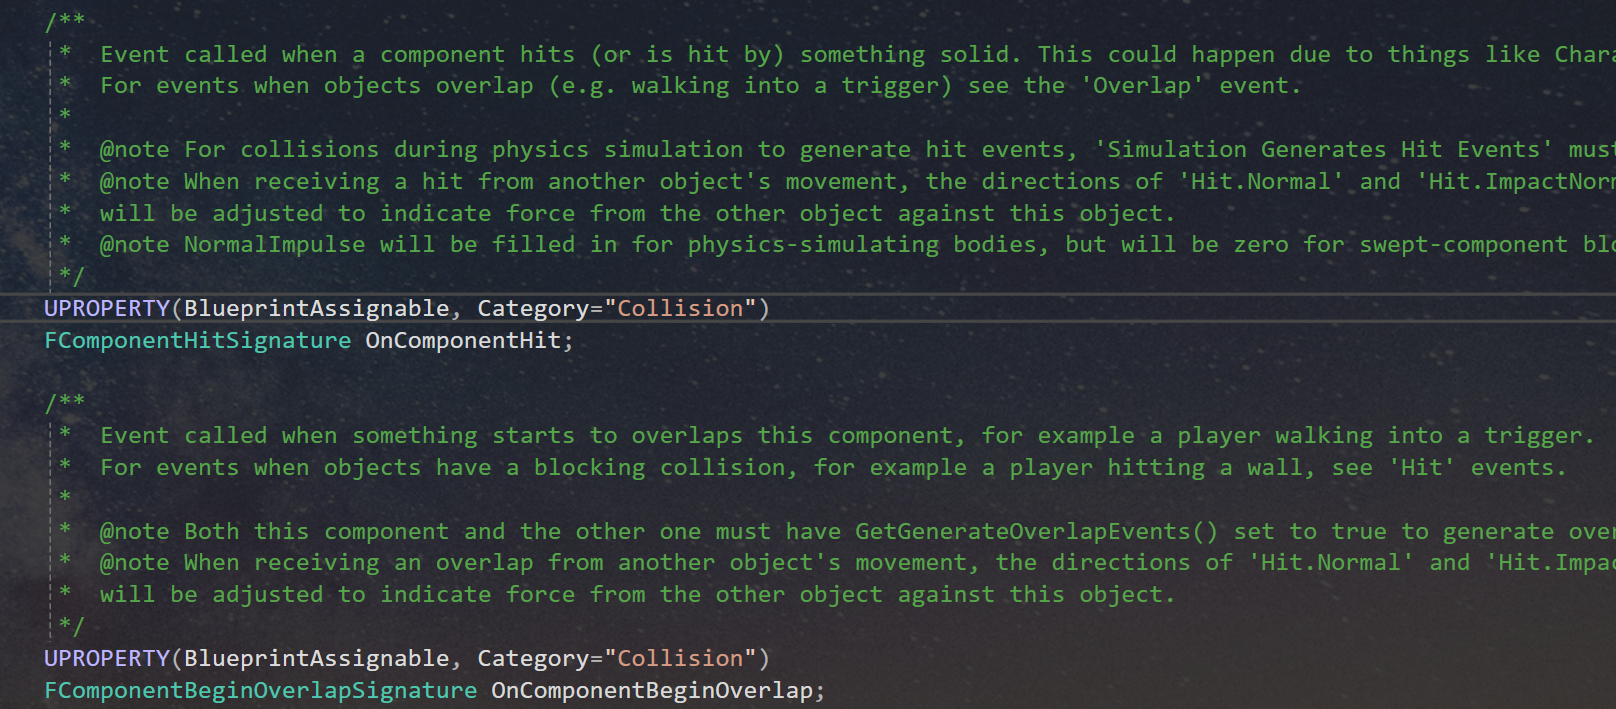 /**
 *  Event called when a component hits (or is hit by) something solid. This could happen due to things like
 *  For events when objects overlap (e.g. walking into a trigger) see the 'Overlap' event.
 *
 *  @note For collisions during physics simulation to generate hit events, 'Simulation Generates Hit Events' must
 *  @note When receiving a hit from another object's movement, the directions of 'Hit.Normal' and
 *  will be adjusted to indicate force from the other object against this object.
 *  @note NormalImpulse will be filled in for physics-simulating bodies, but will be zero for swept-component
 */
UPROPERTY(BlueprintAssignable, Category="Collision")
FComponentHitSignature OnComponentHit;
/**
 *  Event called when something starts to overlaps this component, for example a player walking into a trigger.
 *  For events when objects have a blocking collision, for example a player hitting a wall, see 'Hit' events.
 *
 *  @note Both this component and the other one must have GetGenerateOverlapEvents() set to true to generate
 *  @note When receiving an overlap from another object's movement, the directions of 'Hit.Normal' and
 *  will be adjusted to indicate force from the other object against this object.
 */
UPROPERTY(BlueprintAssignable, Category="Collision")
FComponentBeginOverlapSignature OnComponentBeginOverlap;